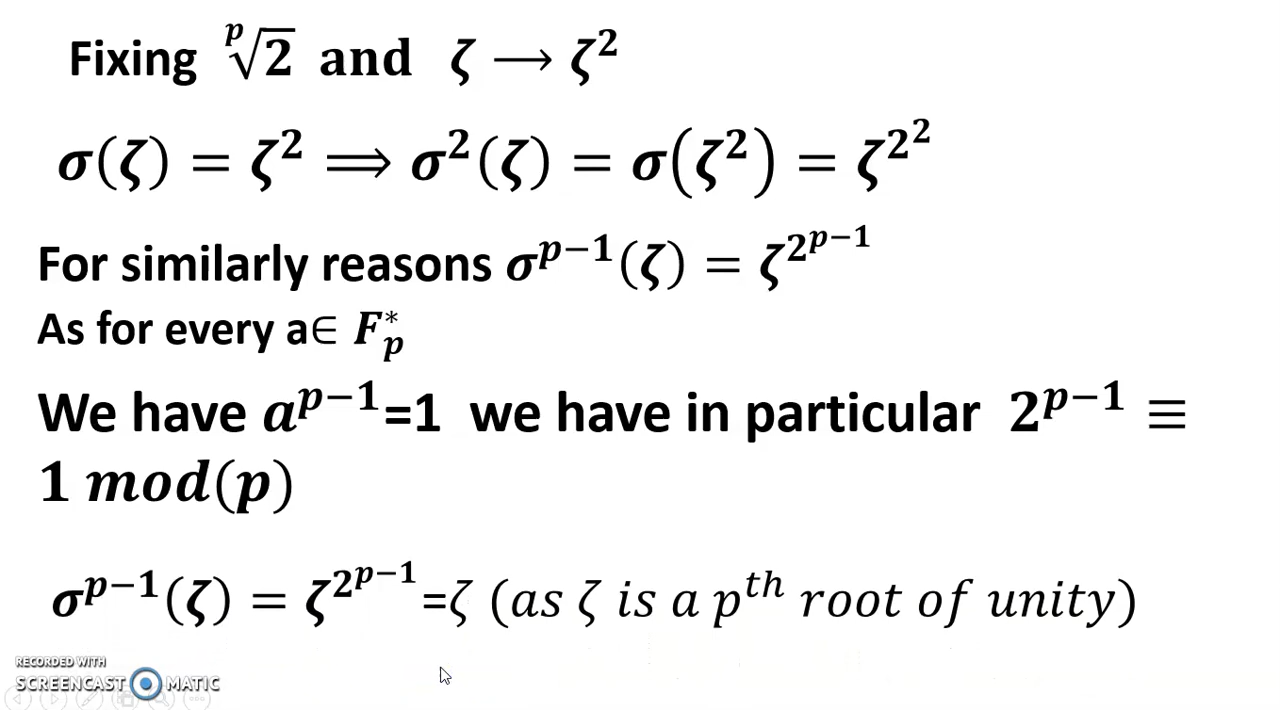 Fixing ᵖ√2 and ζ ⟶ ζ²
σ(ζ) = ζ² ⟹ σ²(ζ) = σ(ζ²) = ζ^{2²}
For similarly reasons σ^{p−1}(ζ) = ζ^{2^{p−1}}
As for every a∈ F_p^*
We have a^{p−1}=1 we have in particular 2^{p−1} ≡
1 mod(p)
σ^{p−1}(ζ) = ζ^{2^{p−1}}=ζ (as ζ is a p^{th} root of unity)
RECORDED WITH
SCREENCAST MATIC